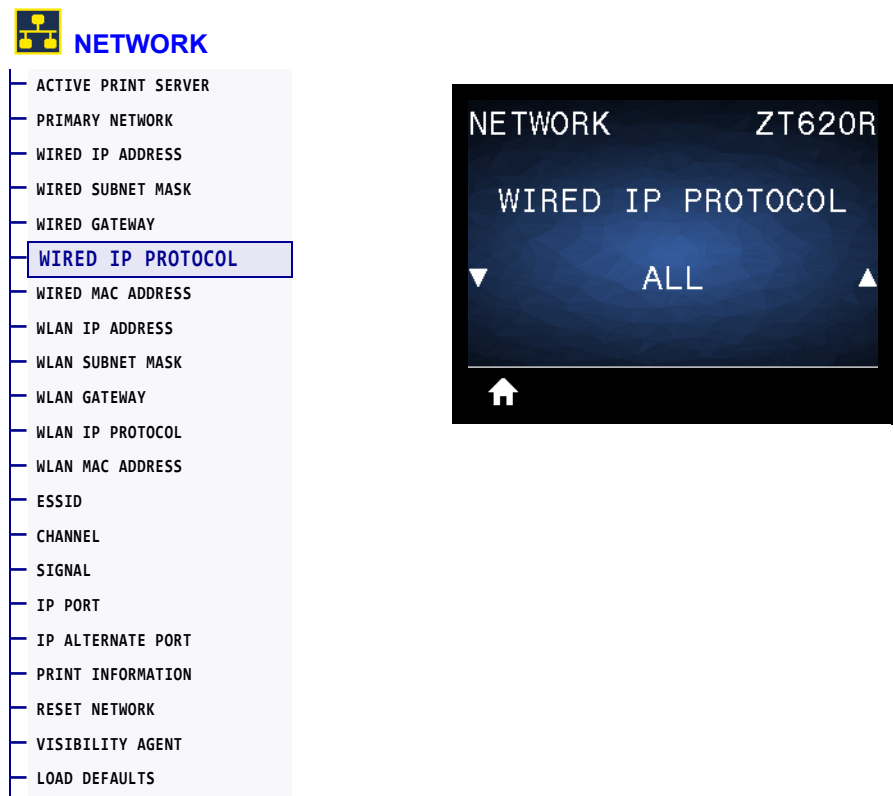 NETWORK
ACTIVE PRINT SERVER
PRIMARY NETWORK
WIRED IP ADDRESS
WIRED SUBNET MASK
WIRED GATEWAY
WIRED IP PROTOCOL
WIRED MAC ADDRESS
WLAN IP ADDRESS
WLAN SUBNET MASK
WLAN GATEWAY
WLAN IP PROTOCOL
WLAN MAC ADDRESS
ESSID
CHANNEL
SIGNAL
IP PORT
IP ALTERNATE PORT
PRINT INFORMATION
RESET NETWORK
VISIBILITY AGENT
LOAD DEFAULTS
NETWORK ZT620R
WIRED IP PROTOCOL
ALL